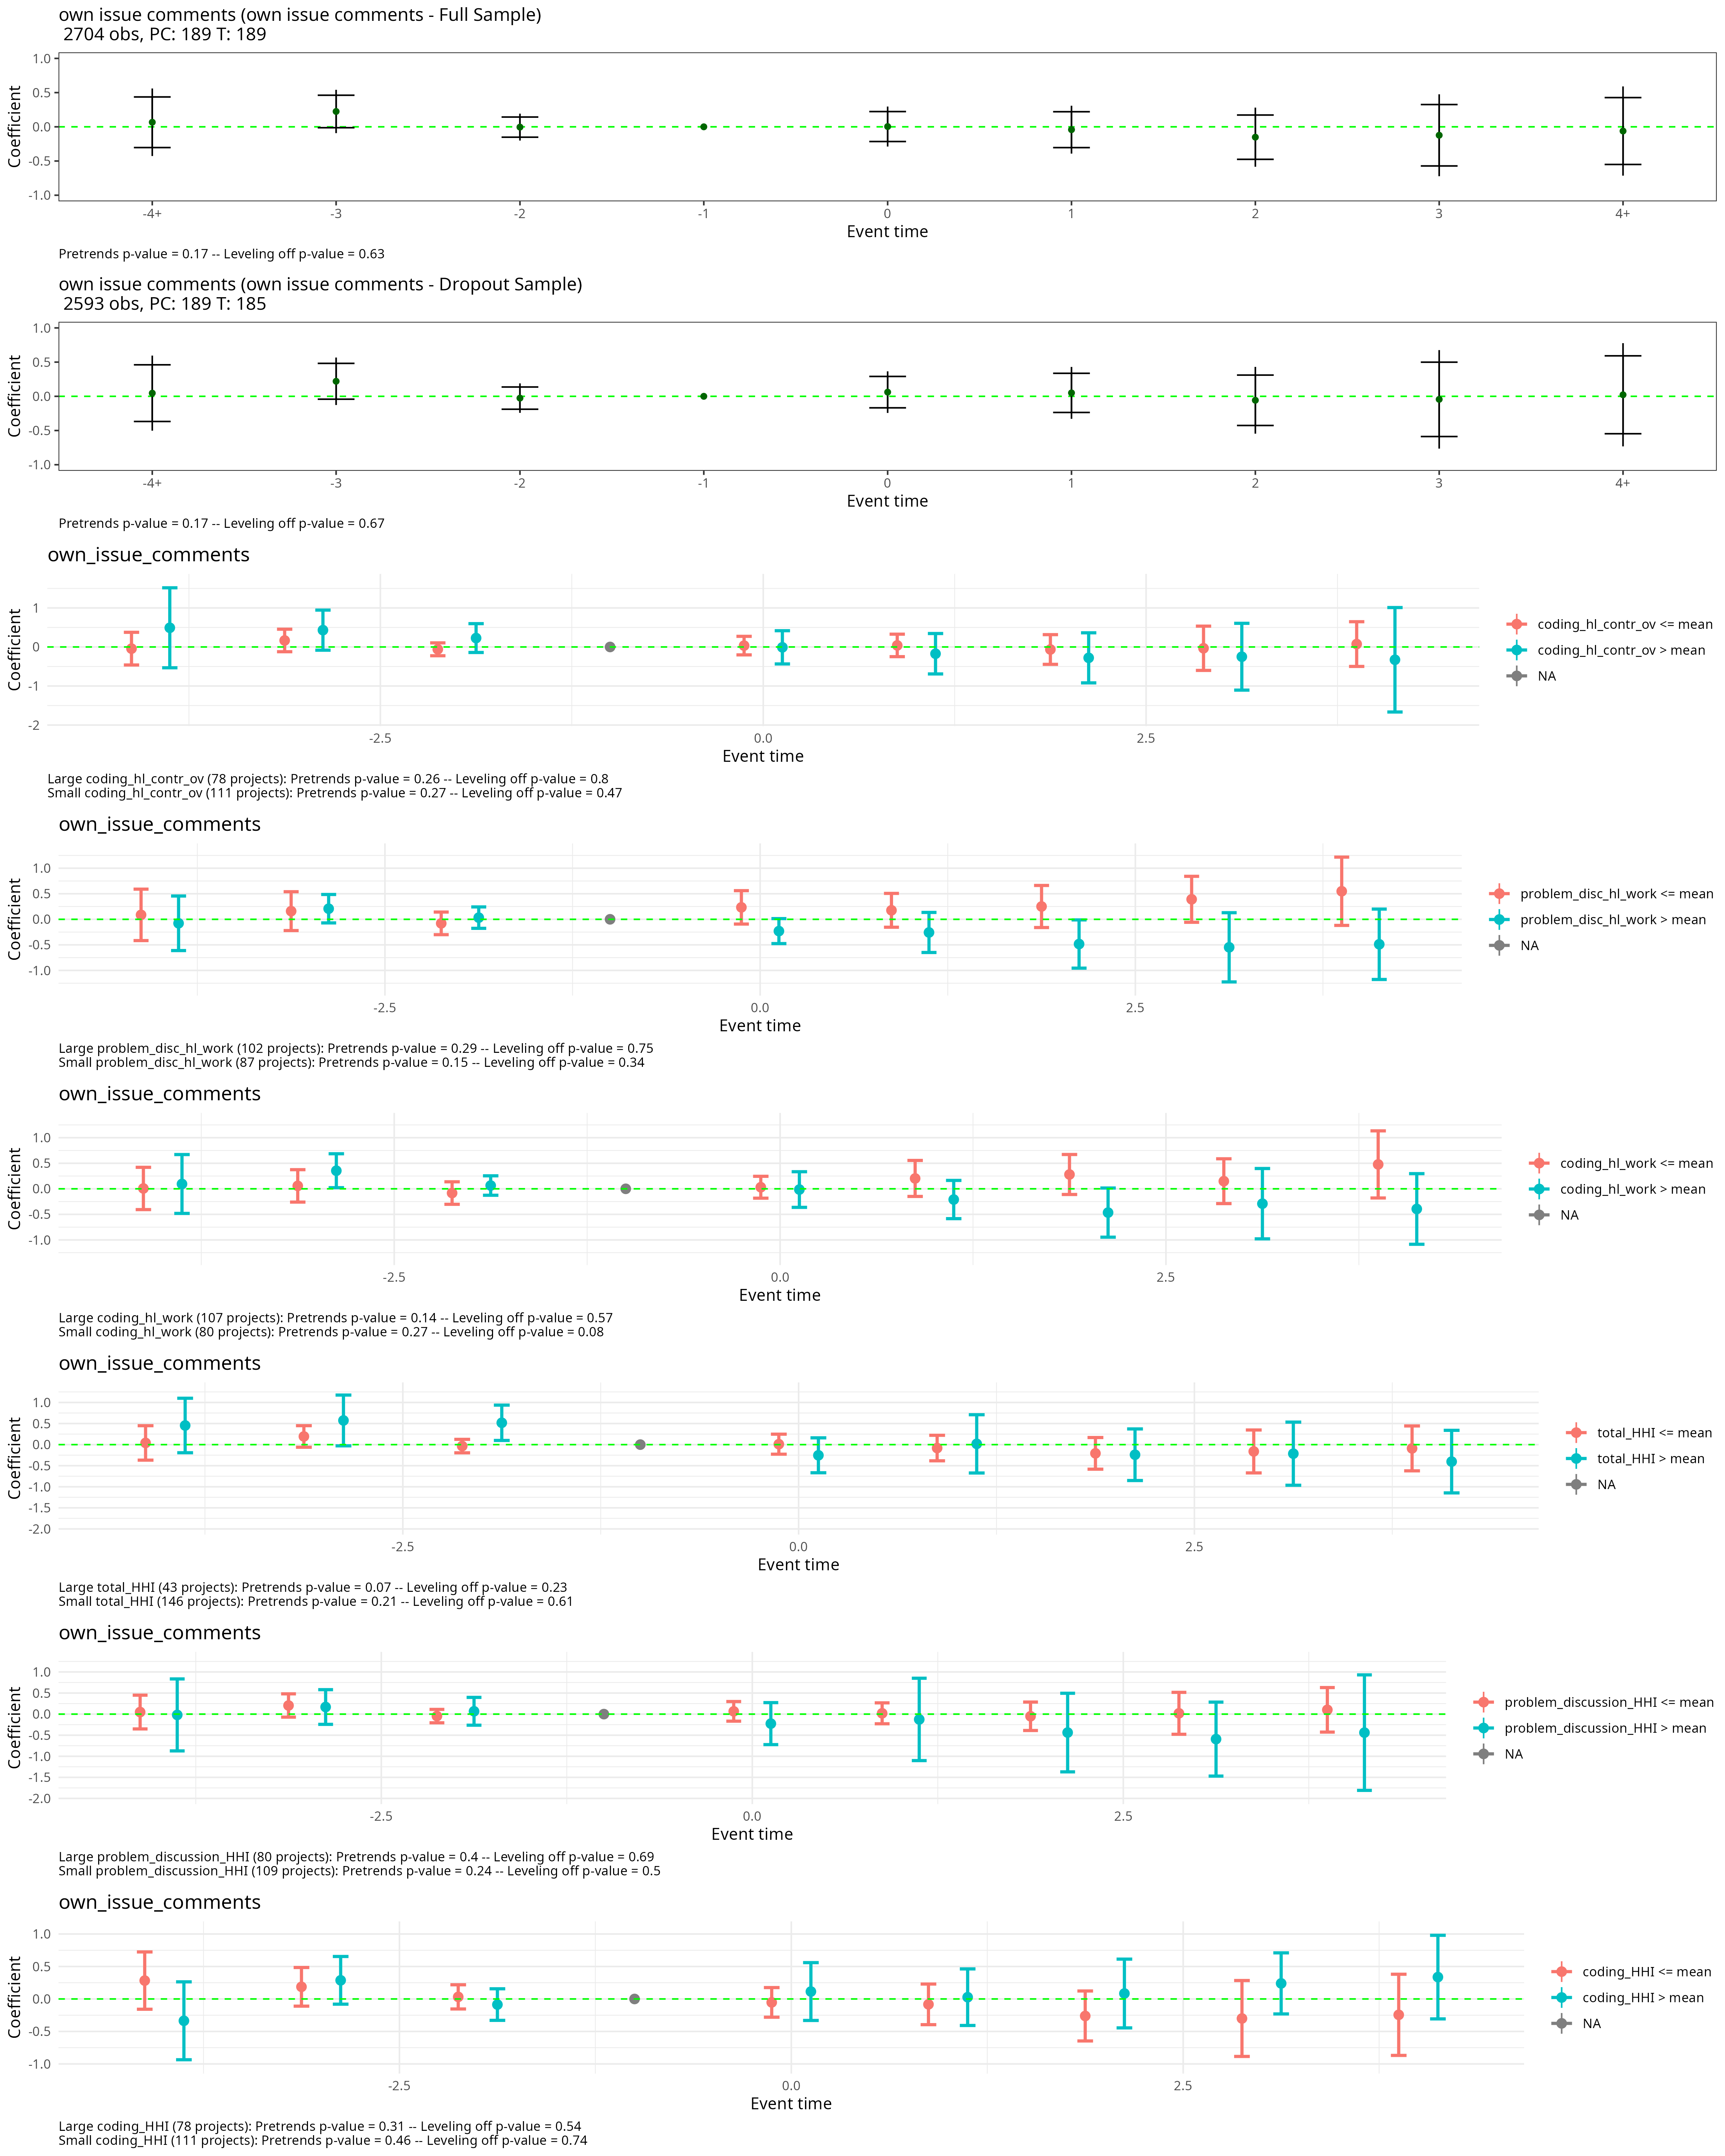 own issue comments (own issue comments - Full Sample)
2704 obs, PC: 189 T: 189
1.0
0.5
0.0
-0.5
-1.0
Coefficient
-4+ -3 -2 -1 0 1 2 3 4+
Event time
Pretrends p-value = 0.17 -- Leveling off p-value = 0.63
own issue comments (own issue comments - Dropout Sample)
2593 obs, PC: 189 T: 185
1.0
0.5
0.0
-0.5
-1.0
Coefficient
-4+ -3 -2 -1 0 1 2 3 4+
Event time
Pretrends p-value = 0.17 -- Leveling off p-value = 0.67
own_issue_comments
1
0
-1
-2
Coefficient
-2.5 0.0 2.5
Event time
coding_hl_contr_ov <= mean
coding_hl_contr_ov > mean
NA
Large coding_hl_contr_ov (78 projects): Pretrends p-value = 0.26 -- Leveling off p-value = 0.8
Small coding_hl_contr_ov (111 projects): Pretrends p-value = 0.27 -- Leveling off p-value = 0.47
own_issue_comments
1.0
0.5
0.0
-0.5
-1.0
Coefficient
-2.5 0.0 2.5
Event time
problem_disc_hl_work <= mean
problem_disc_hl_work > mean
NA
Large problem_disc_hl_work (102 projects): Pretrends p-value = 0.29 -- Leveling off p-value = 0.75
Small problem_disc_hl_work (87 projects): Pretrends p-value = 0.15 -- Leveling off p-value = 0.34
own_issue_comments
1.0
0.5
0.0
-0.5
-1.0
Coefficient
-2.5 0.0 2.5
Event time
coding_hl_work <= mean
coding_hl_work > mean
NA
Large coding_hl_work (107 projects): Pretrends p-value = 0.14 -- Leveling off p-value = 0.57
Small coding_hl_work (80 projects): Pretrends p-value = 0.27 -- Leveling off p-value = 0.08
own_issue_comments
1.0
0.5
0.0
-0.5
-1.0
-1.5
-2.0
Coefficient
-2.5 0.0 2.5
Event time
total_HHI <= mean
total_HHI > mean
NA
Large total_HHI (43 projects): Pretrends p-value = 0.07 -- Leveling off p-value = 0.23
Small total_HHI (146 projects): Pretrends p-value = 0.21 -- Leveling off p-value = 0.61
own_issue_comments
1.0
0.5
0.0
-0.5
-1.0
-1.5
-2.0
Coefficient
-2.5 0.0 2.5
Event time
problem_discussion_HHI <= mean
problem_discussion_HHI > mean
NA
Large problem_discussion_HHI (80 projects): Pretrends p-value = 0.4 -- Leveling off p-value = 0.69
Small problem_discussion_HHI (109 projects): Pretrends p-value = 0.24 -- Leveling off p-value = 0.5
own_issue_comments
1.0
0.5
0.0
-0.5
-1.0
Coefficient
-2.5 0.0 2.5
Event time
coding_HHI <= mean
coding_HHI > mean
NA
Large coding_HHI (78 projects): Pretrends p-value = 0.31 -- Leveling off p-value = 0.54
Small coding_HHI (111 projects): Pretrends p-value = 0.46 -- Leveling off p-value = 0.74